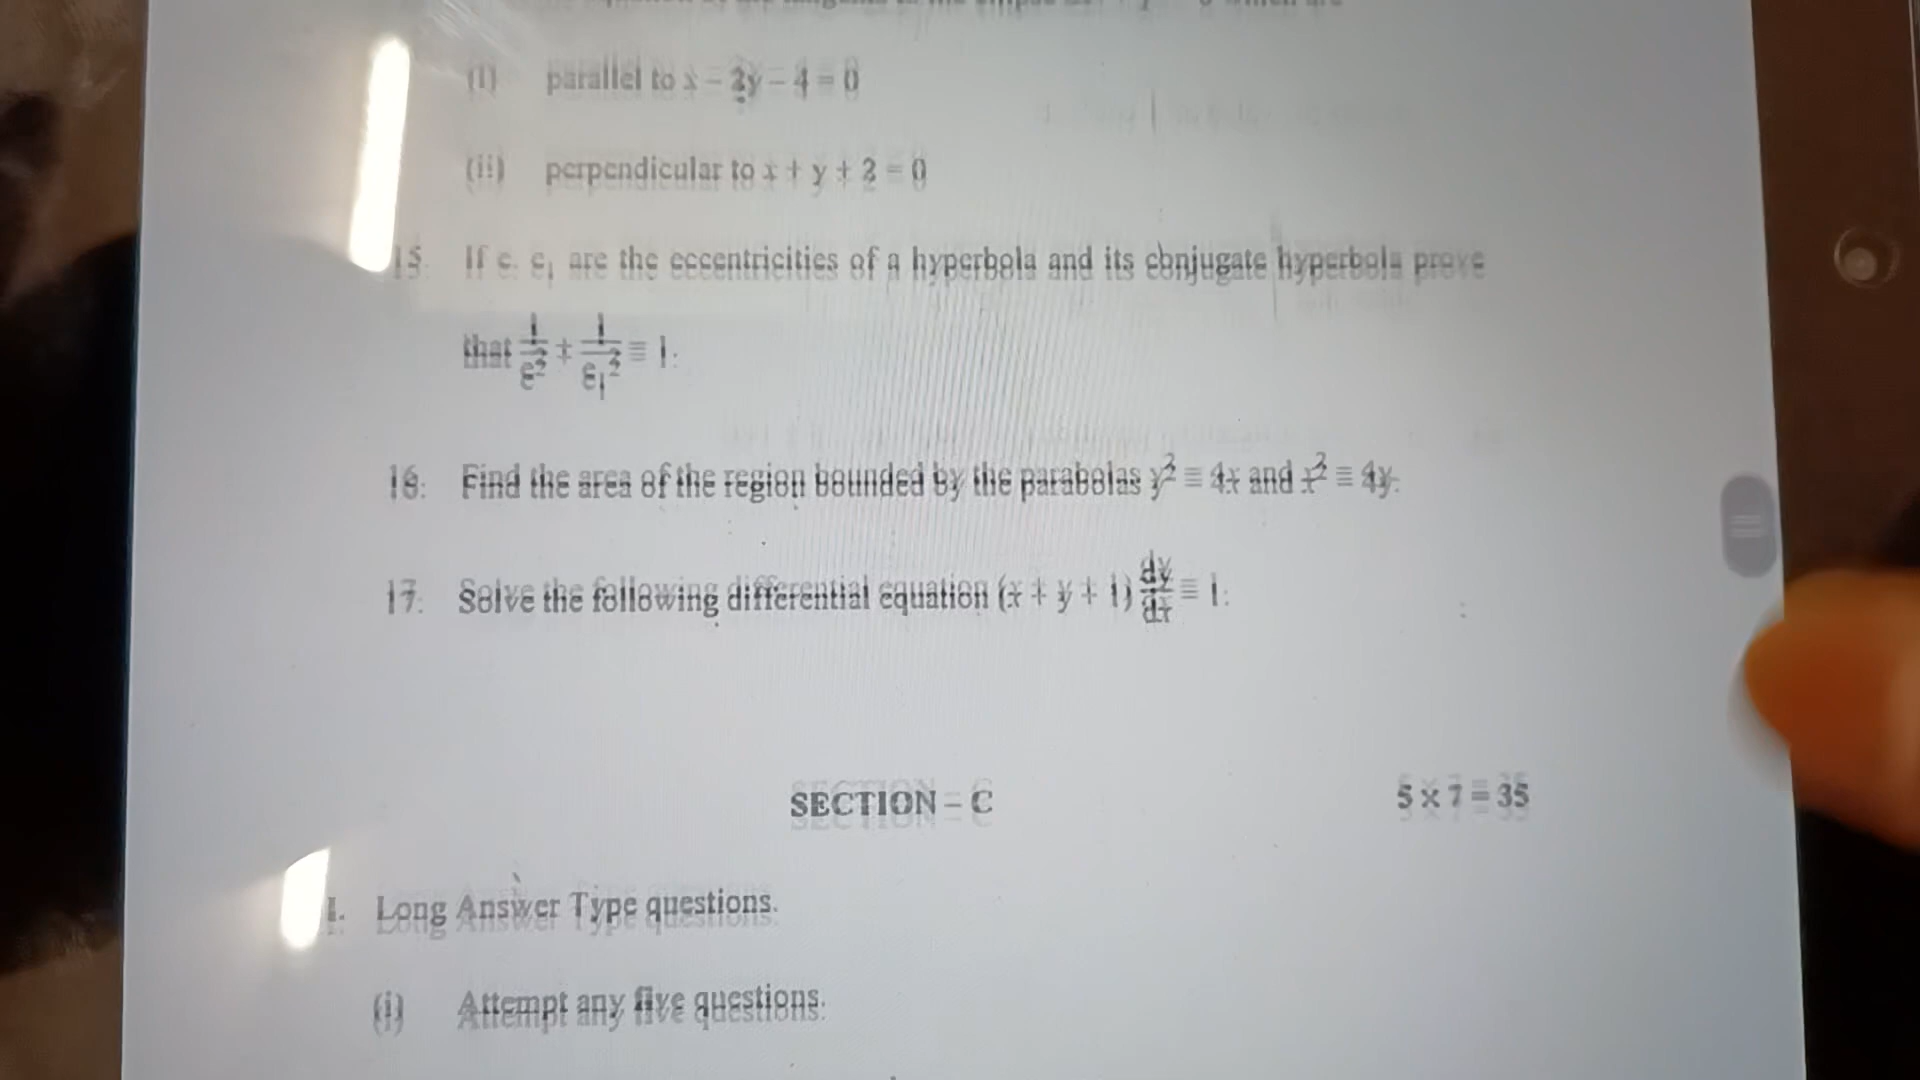 (i) parallel to x – 2y – 4 = 0
(ii) perpendicular to x + y + 2 = 0
15. If e, e₁ are the eccentricities of a hyperbola and its conjugate hyperbola prove
that 1/e² + 1/e₁² = 1.
16. Find the area of the region bounded by the parabolas y² = 4x and x² = 4y.
17. Solve the following differential equation (x + y + 1) dy/dx = 1.
SECTION – C 5 × 7 = 35
I. Long Answer Type questions.
(i) Attempt any five questions.